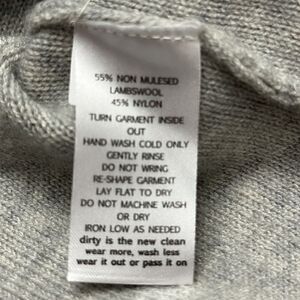 55% NON MULESED
LAMBSWOOL
45% NYLON
TURN GARMENT INSIDE
OUT
HAND WASH COLD ONLY
GENTLY RINSE
DO NOT WRING
RE-SHAPE GARMENT
LAY FLAT TO DRY
DO NOT MACHINE WASH
OR DRY
IRON LOW AS NEEDED
dirty is the new clean
wear more, wash less
wear it out or pass it on